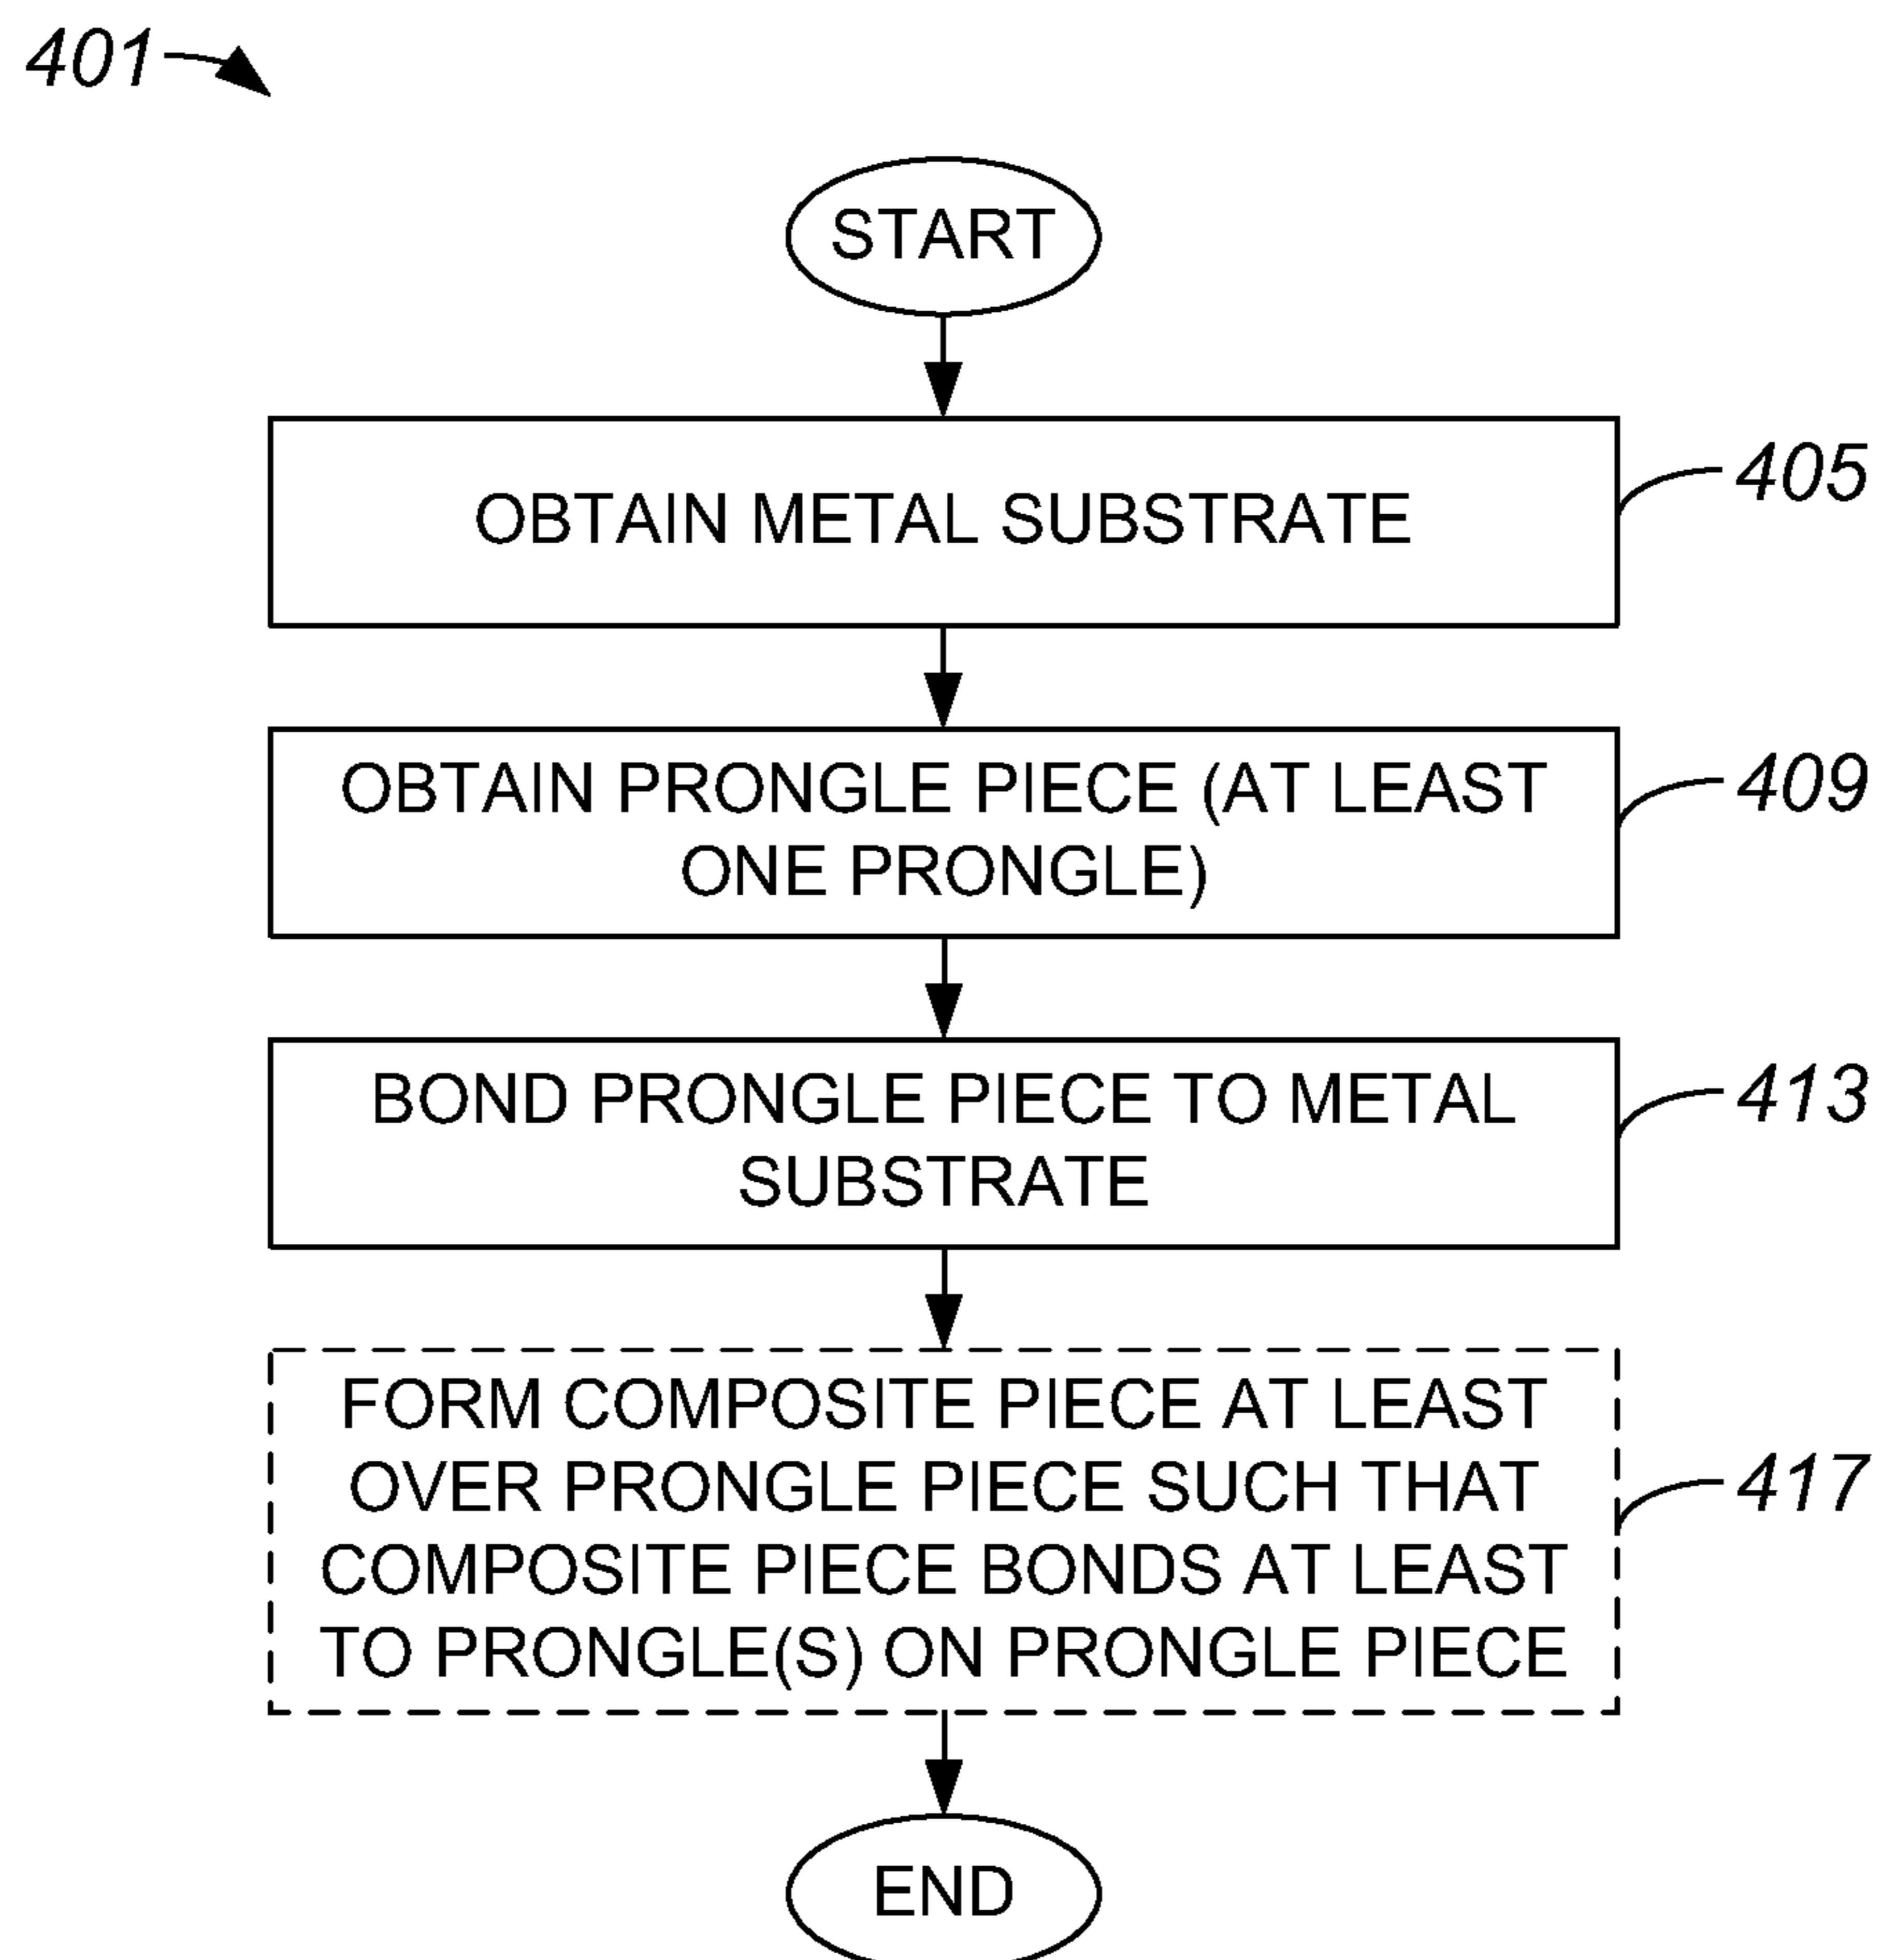 401
START
OBTAIN METAL SUBSTRATE
405
OBTAIN PRONGLE PIECE (AT LEAST
ONE PRONGLE)
409
BOND PRONGLE PIECE TO METAL
SUBSTRATE
413
FORM COMPOSITE PIECE AT LEAST
OVER PRONGLE PIECE SUCH THAT
COMPOSITE PIECE BONDS AT LEAST
TO PRONGLE(S) ON PRONGLE PIECE
417
END